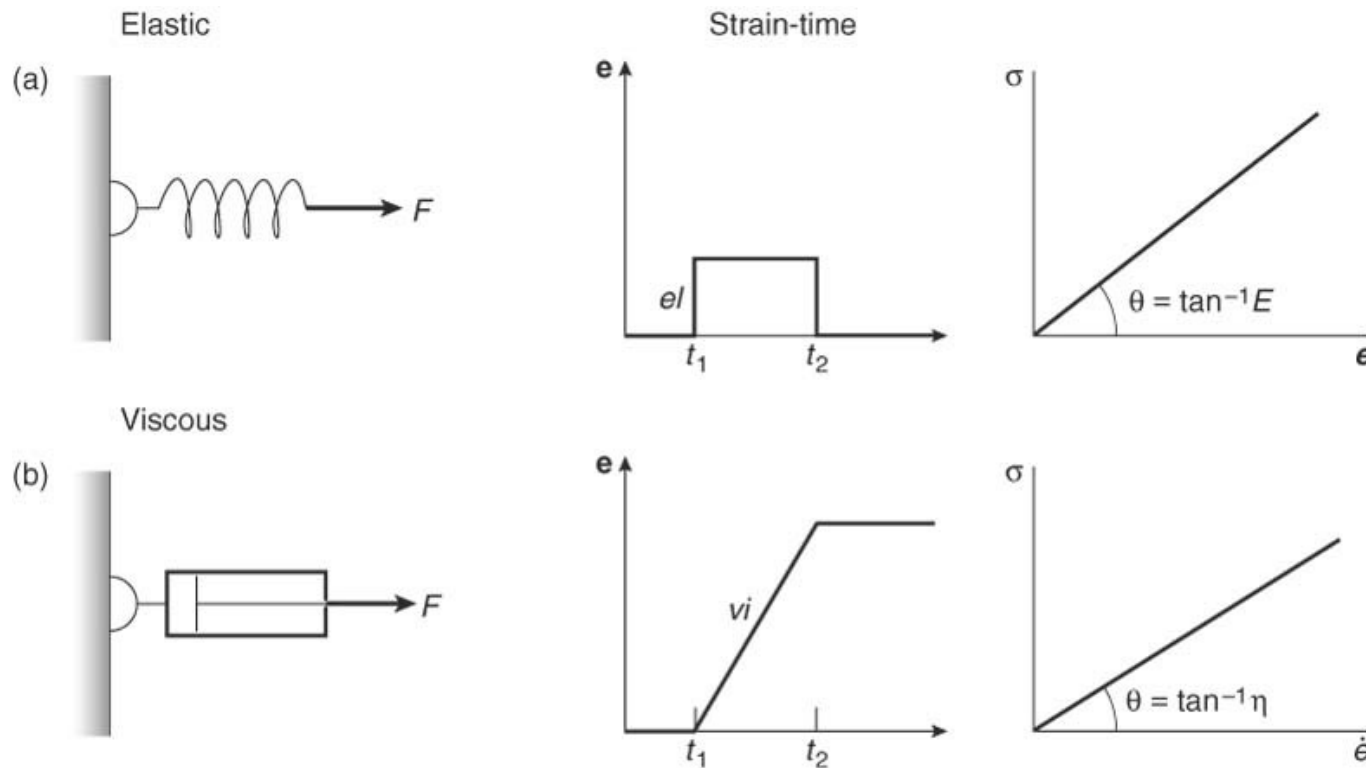 Elastic
Strain-time
(a)
F
e
el
t₁
t₂
σ
θ = tan⁻¹E
e
Viscous
(b)
F
e
vi
t₁
t₂
σ
θ = tan⁻¹η
ė